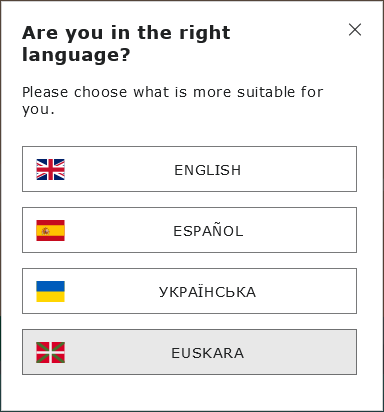 Are you in the right
language?
Please choose what is more suitable for
you.
ENGLISH
ESPAÑOL
УКРАЇНСЬКА
EUSKARA